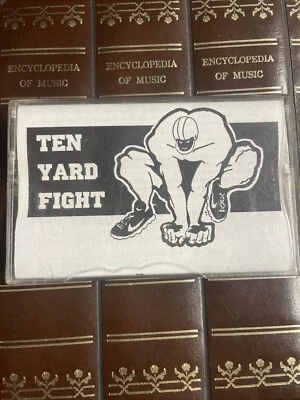 ENCYCLOPEDIA
OF MUSIC
ENCYCLOPEDIA
OF MUSIC
ENCYCLOPEDIA
OF MUSIC
TEN
YARD
FIGHT